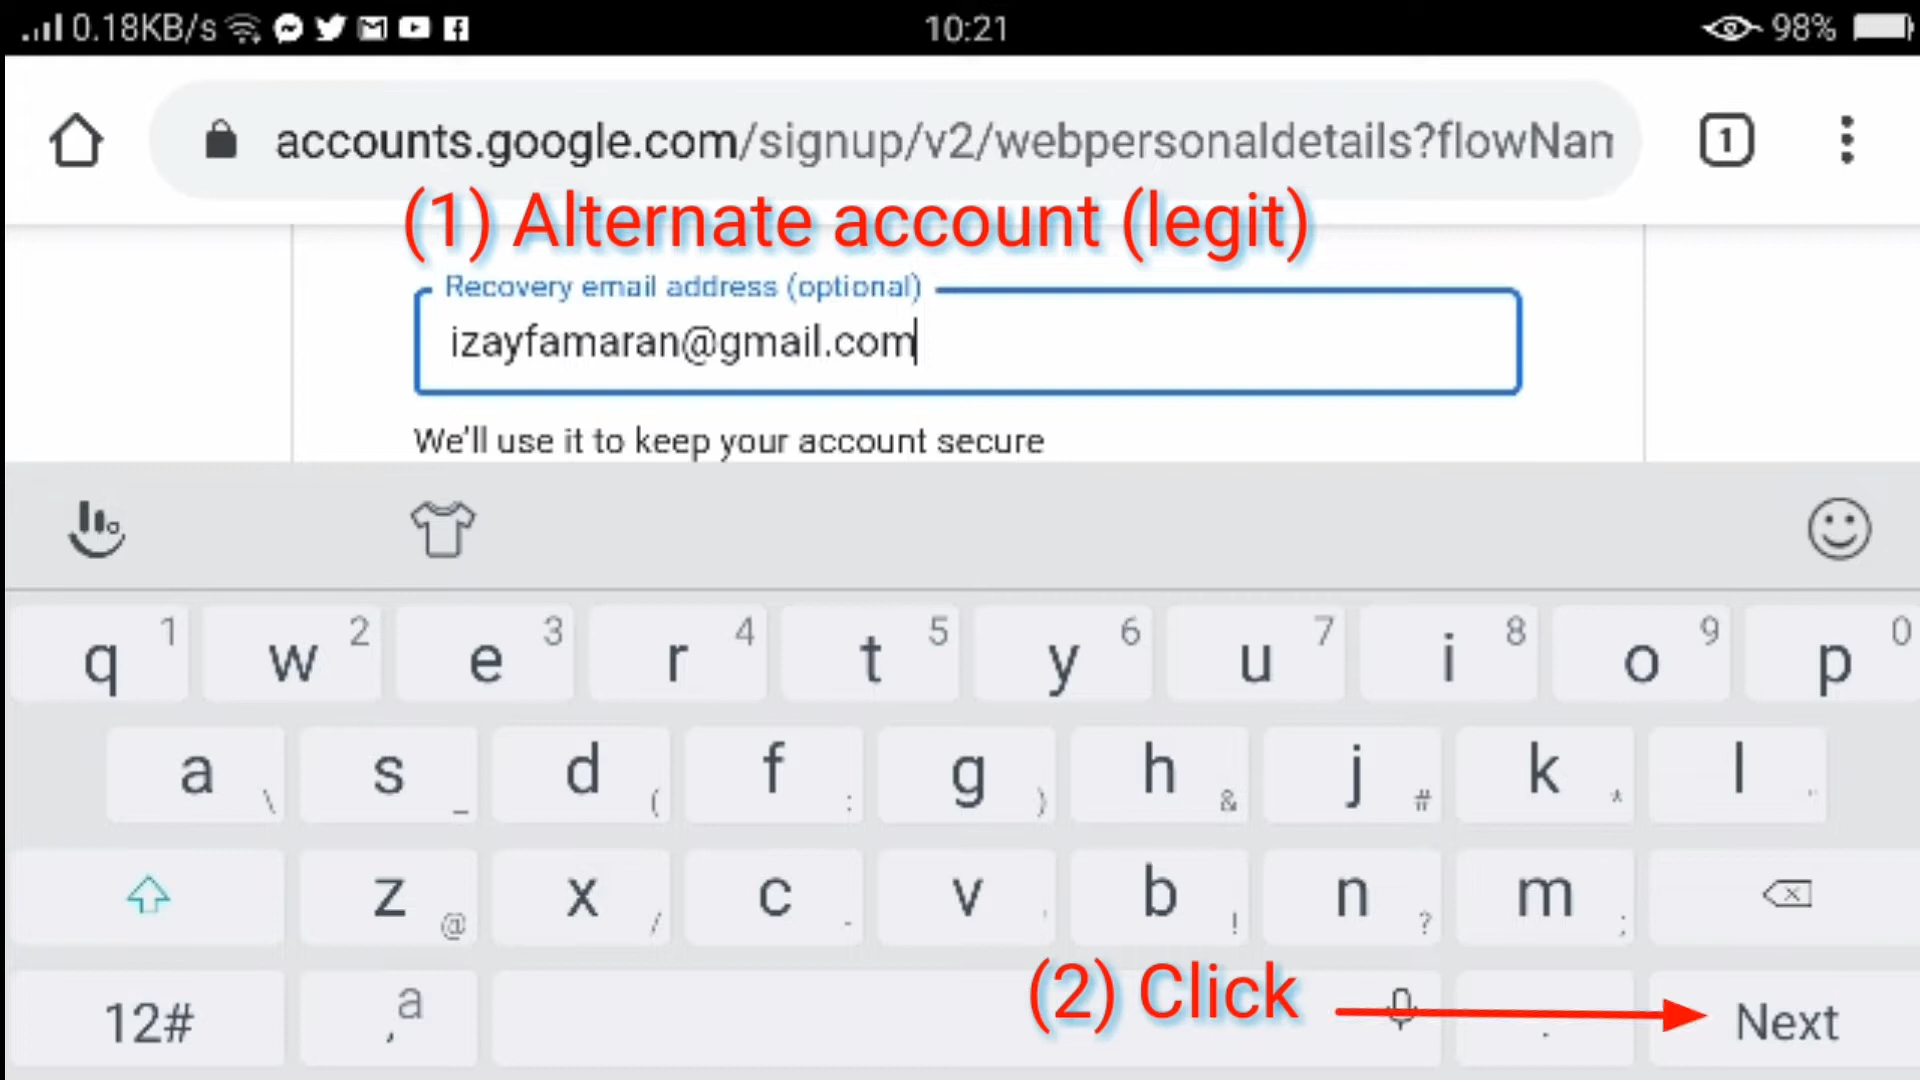 0.18KB/s 10:21 98%
accounts.google.com/signup/v2/webpersonaldetails?flowNam 1
(1) Alternate account (legit)
Recovery email address (optional)
izayfamaran@gmail.com
We'll use it to keep your account secure
q 1 w 2 e 3 r 4 t 5 y 6 u 7 i 8 o 9 p 0
a \ s _ d ( f : g ) h & j # k * l "
z @ x / c - v ' b ! n ? m ;
(2) Click
12# , a . Next